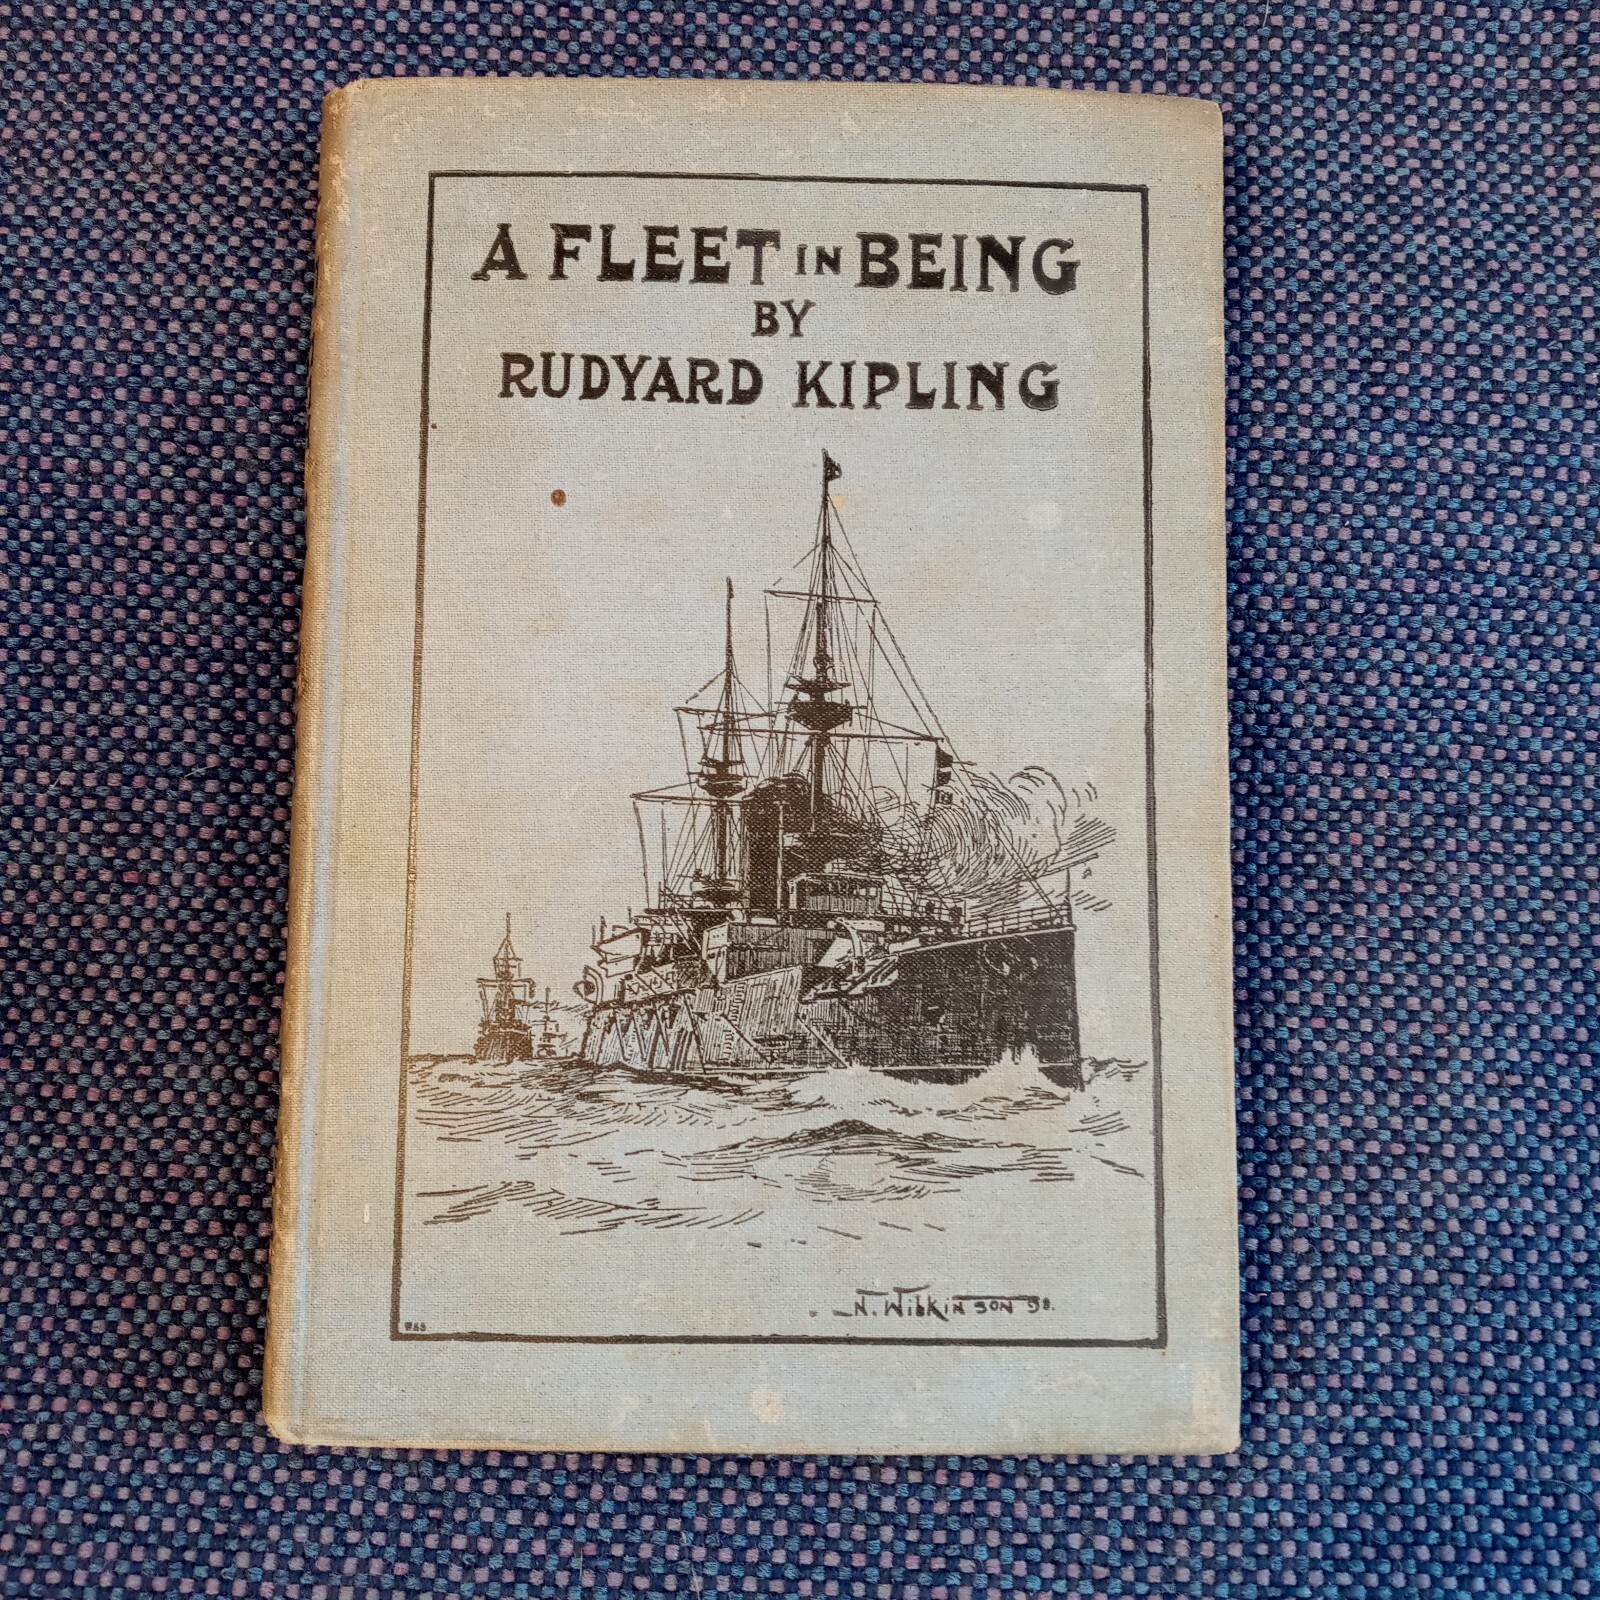 A FLEET IN BEING
BY
RUDYARD KIPLING
N. WILKINSON 98.